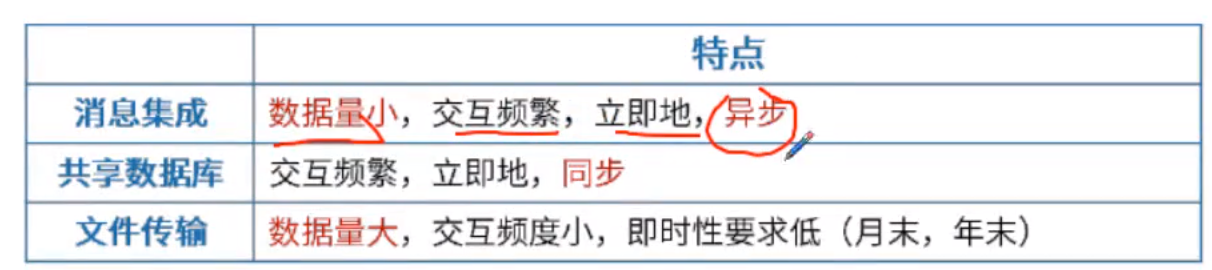 特点
消息集成 数据量小，交互频繁，立即地，异步
共享数据库 交互频繁，立即地，同步
文件传输 数据量大，交互频度小，即时性要求低（月末，年末）